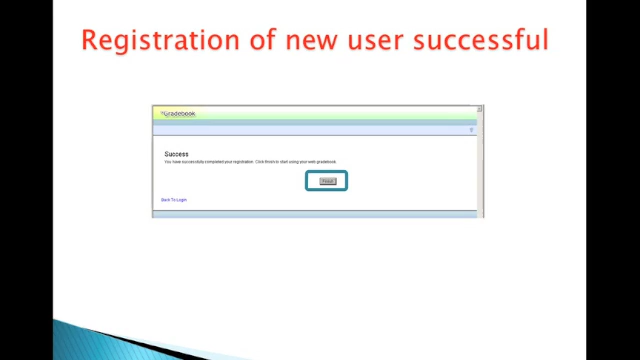 Registration of new user successful
Gradebook
Success
You have successfully completed your registration. Click finish to start using your web gradebook.
Finish
Back To Login